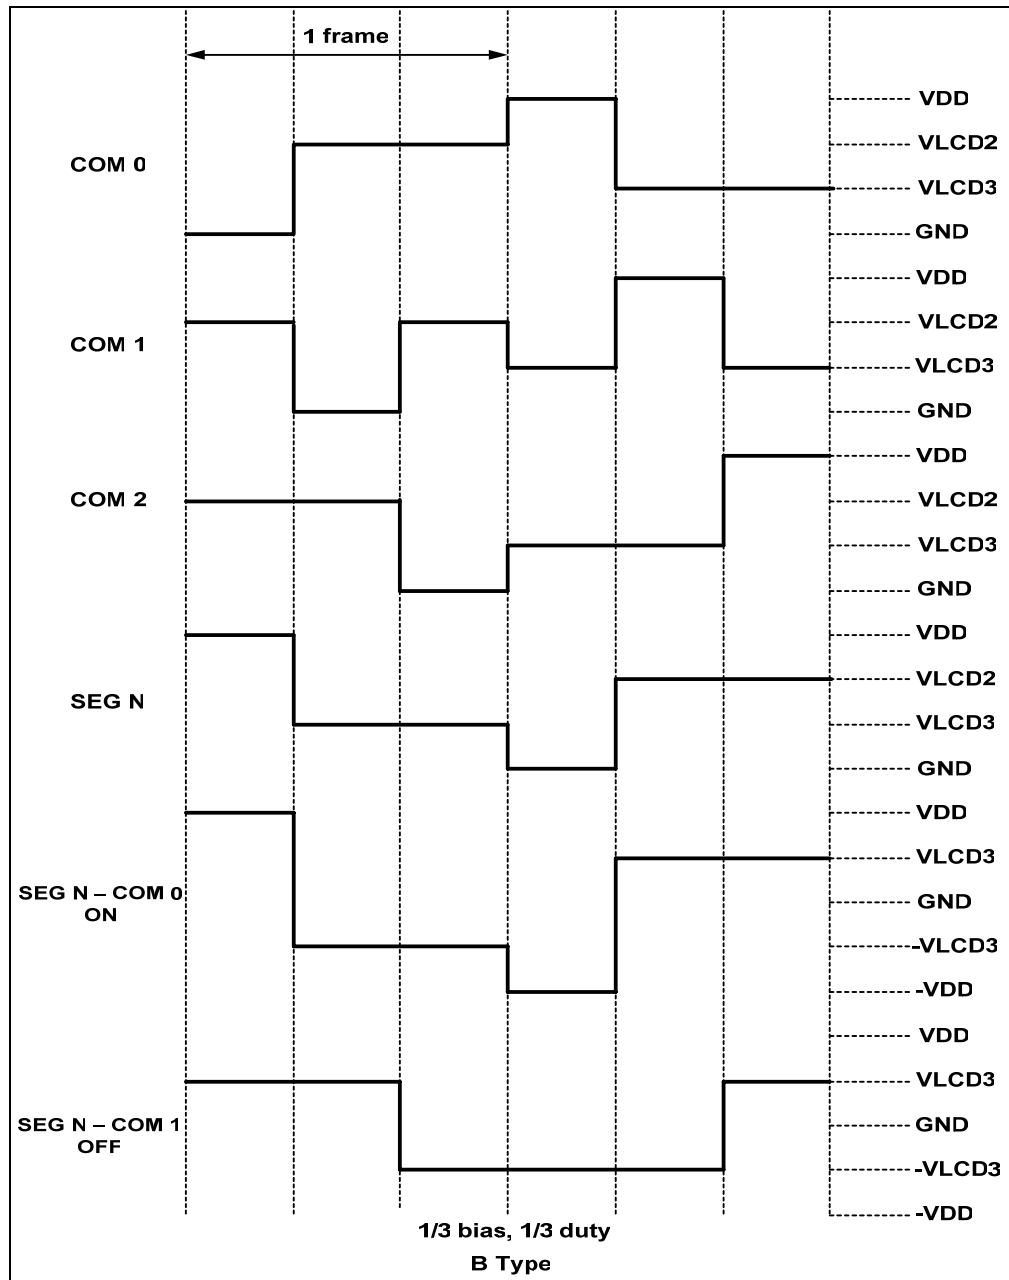 1 frame
VDD
VLCD2
COM 0
VLCD3
GND
VDD
VLCD2
COM 1
VLCD3
GND
VDD
COM 2
VLCD2
VLCD3
GND
VDD
VLCD2
SEG N
VLCD3
GND
VDD
VLCD3
SEG N – COM 0
ON
GND
-VLCD3
-VDD
VDD
VLCD3
SEG N – COM 1
OFF
GND
-VLCD3
-VDD
1/3 bias, 1/3 duty
B Type